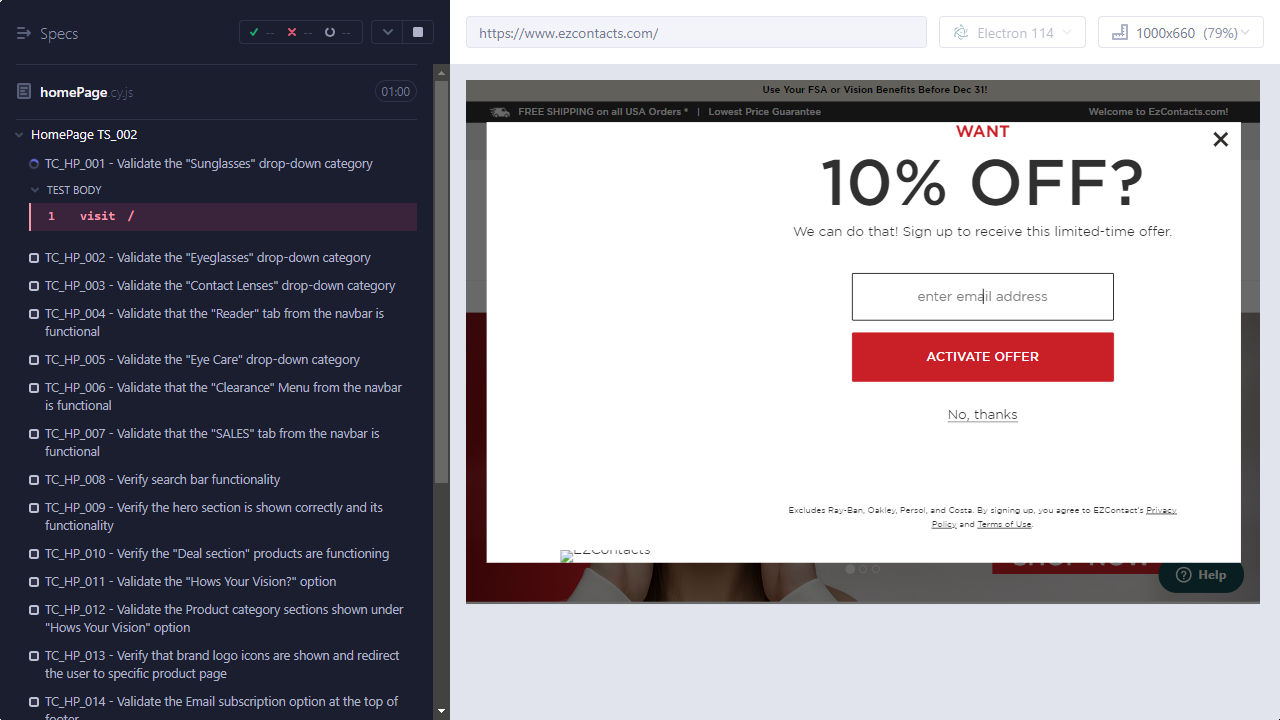 Specs
--
--
--
homePage.cy.js
01:00
HomePage TS_002
TC_HP_001 - Validate the "Sunglasses" drop-down category
TEST BODY
1 visit /
TC_HP_002 - Validate the "Eyeglasses" drop-down category
TC_HP_003 - Validate the "Contact Lenses" drop-down category
TC_HP_004 - Validate that the "Reader" tab from the navbar is
functional
TC_HP_005 - Validate the "Eye Care" drop-down category
TC_HP_006 - Validate that the "Clearance" Menu from the navbar
is functional
TC_HP_007 - Validate that the "SALES" tab from the navbar is
functional
TC_HP_008 - Verify search bar functionality
TC_HP_009 - Verify the hero section is shown correctly and its
functionality
TC_HP_010 - Verify the "Deal section" products are functioning
TC_HP_011 - Validate the "Hows Your Vision?" option
TC_HP_012 - Validate the Product category sections shown under
"Hows Your Vision" option
TC_HP_013 - Verify that brand logo icons are shown and redirect
the user to specific product page
TC_HP_014 - Validate the Email subscription option at the top of
footer
https://www.ezcontacts.com/
Electron 114
1000x660 (79%)
Use Your FSA or Vision Benefits Before Dec 31!
FREE SHIPPING on all USA Orders * | Lowest Price Guarantee
Welcome to EzContacts.com!
WANT
10% OFF?
We can do that! Sign up to receive this limited-time offer.
enter email address
ACTIVATE OFFER
No, thanks
Excludes Ray-Ban, Oakley, Persol, and Costa. By signing up, you agree to EZContact's Privacy
Policy and Terms of Use.
EZContacts
SHOP NOW
Help